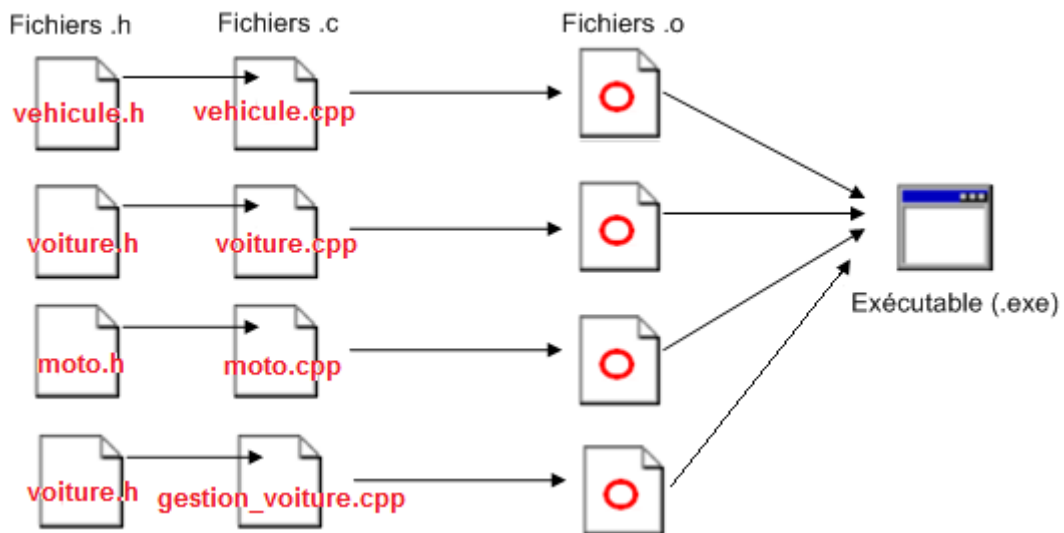 Fichiers .h
Fichiers .c
Fichiers .o
vehicule.h
vehicule.cpp
voiture.h
voiture.cpp
Exécutable (.exe)
moto.h
moto.cpp
voiture.h
gestion_voiture.cpp